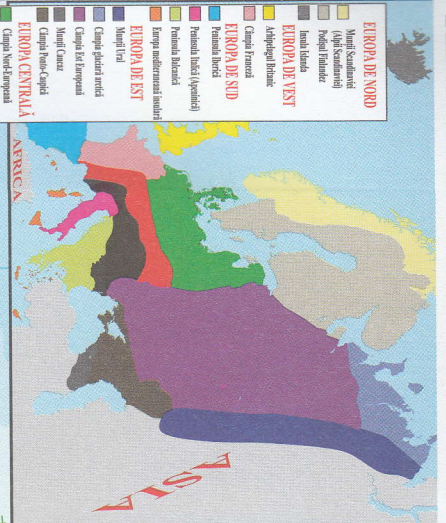 EUROPA DE NORD
Munții Scandinaviei
(Alpii Scandinaviei)
Podișul Finlandez
Insula Islanda
EUROPA DE VEST
Arhipelagul Britanic
Câmpia Franceză
EUROPA DE SUD
Peninsula Iberică
Peninsula Italică (Apeninică)
Peninsula Balcanică
Europa mediteraneană insulară
EUROPA DE EST
Munții Ural
Câmpia glaciară arctică
Câmpia Est Europeană
Munții Caucaz
Câmpia Ponto-Caspică
EUROPA CENTRALĂ
Câmpia Nord-Europeană
AFRICA
ASIA